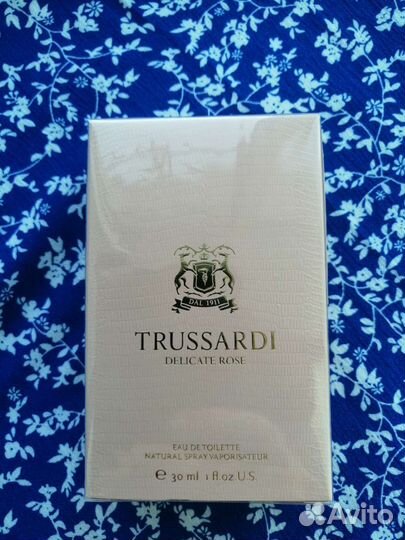 DAL 1911
TRUSSARDI
DELICATE ROSE
EAU DE TOILETTE
NATURAL SPRAY VAPORISATEUR
e 30 ml 1 fl.oz U.S.
Avito